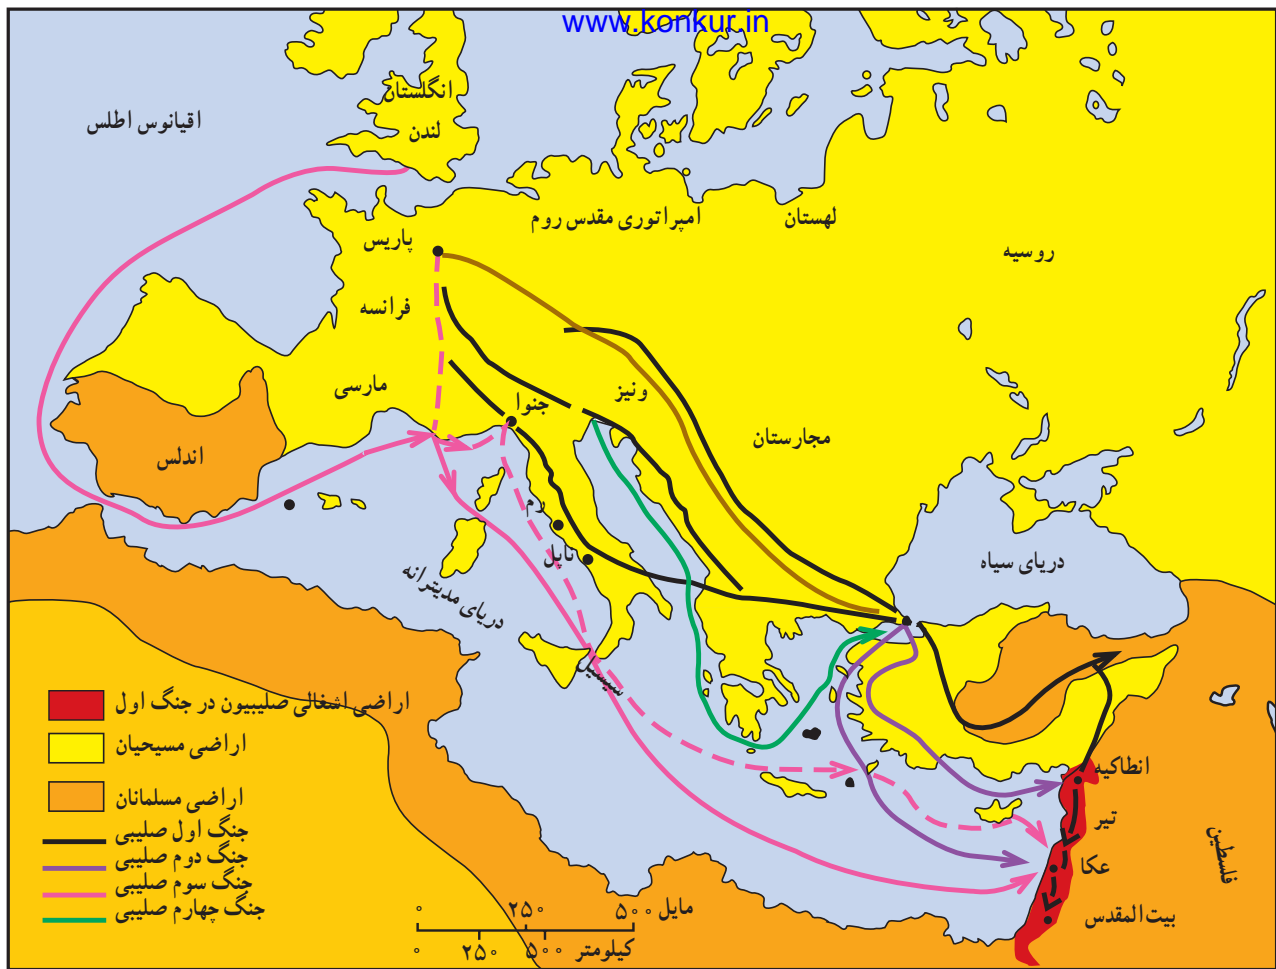 www.konkur.in
انگلستان
لندن
اقیانوس اطلس
امپراتوری مقدس روم
لهستان
روسیه
پاریس
فرانسه
مارسی
جنوا
ونیز
مجارستان
اندلس
رم
ناپل
دریای مدیترانه
دریای سیاه
سیسیل
انطاکیه
تیر
عکا
فلسطین
بیت المقدس
اراضی اشغالی صلیبیون در جنگ اول
اراضی مسیحیان
اراضی مسلمانان
جنگ اول صلیبی
جنگ دوم صلیبی
جنگ سوم صلیبی
جنگ چهارم صلیبی
۰ ۲۵۰ ۵۰۰ مایل
۰ ۲۵۰ ۵۰۰ کیلومتر